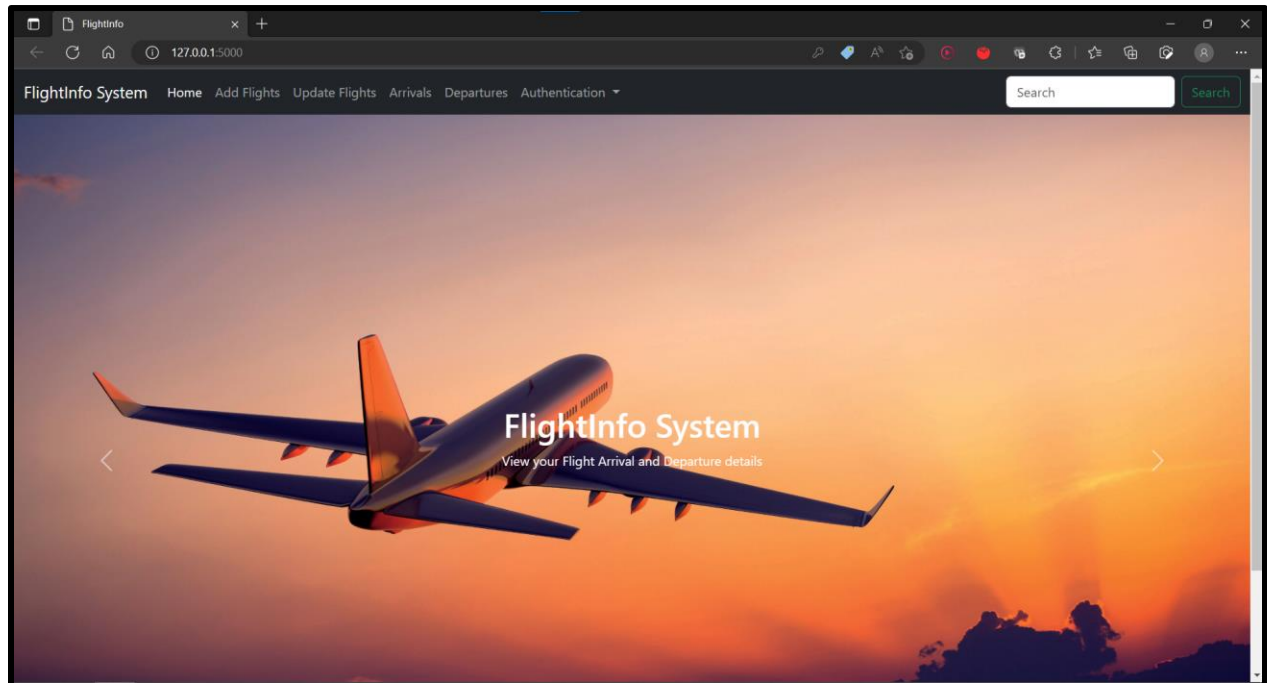 FlightInfo
127.0.0.1:5000
FlightInfo System Home Add Flights Update Flights Arrivals Departures Authentication Search Search
FlightInfo System
View your Flight Arrival and Departure details